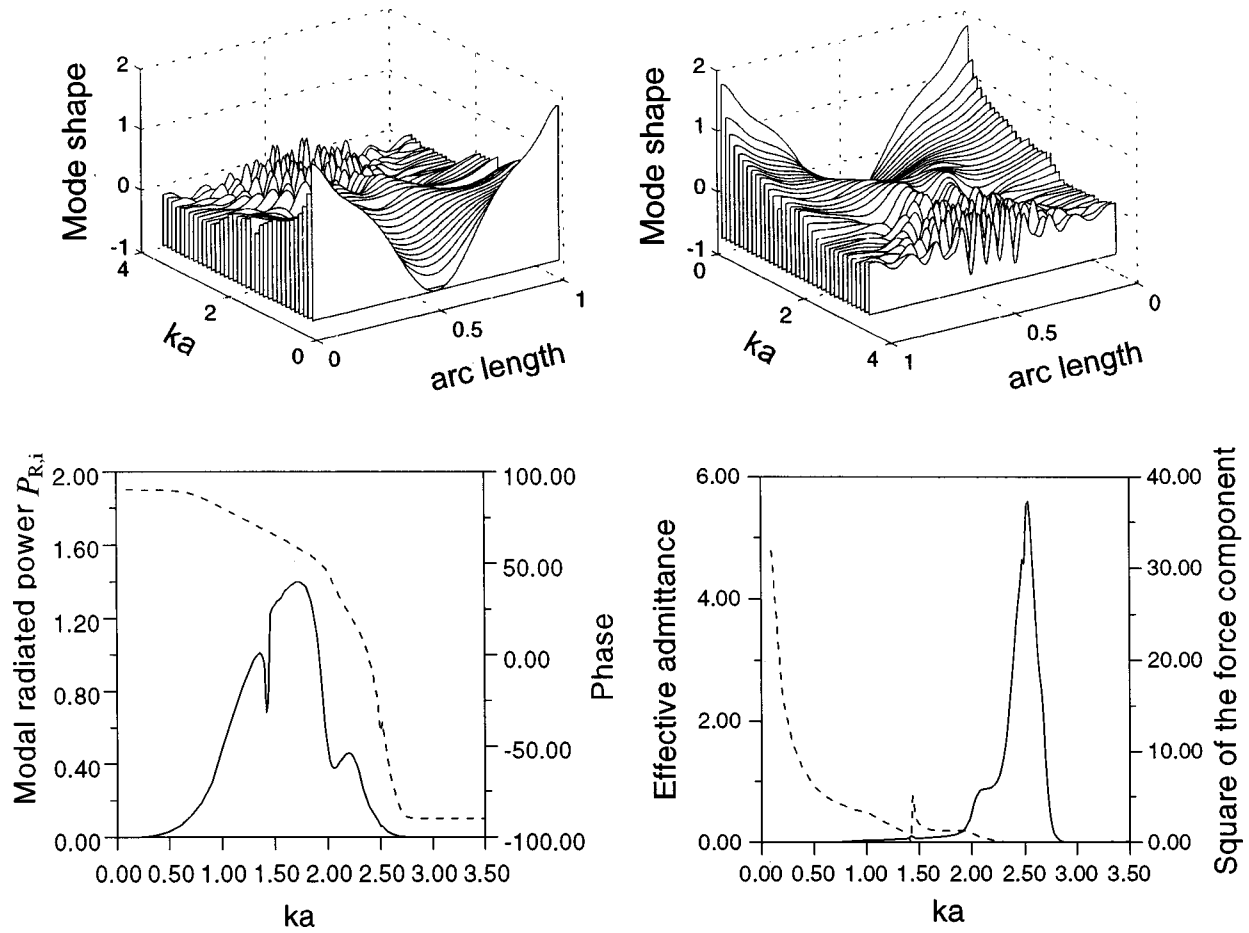 Mode shape
2
1
0
-1
4
2
0
ka
0
0.5
1
arc length
Mode shape
2
1
0
-1
0
2
4
ka
1
0.5
0
arc length
Modal radiated power P_R,i
2.00
1.60
1.20
0.80
0.40
0.00
100.00
50.00
0.00
-50.00
-100.00
Phase
0.00 0.50 1.00 1.50 2.00 2.50 3.00 3.50
ka
Effective admittance
6.00
4.00
2.00
0.00
40.00
30.00
20.00
10.00
0.00
Square of the force component
0.00 0.50 1.00 1.50 2.00 2.50 3.00 3.50
ka